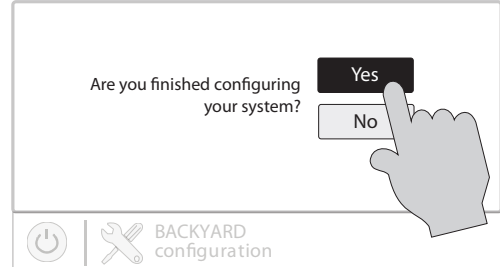 Are you finished configuring
your system?
Yes
No
BACKYARD
configuration